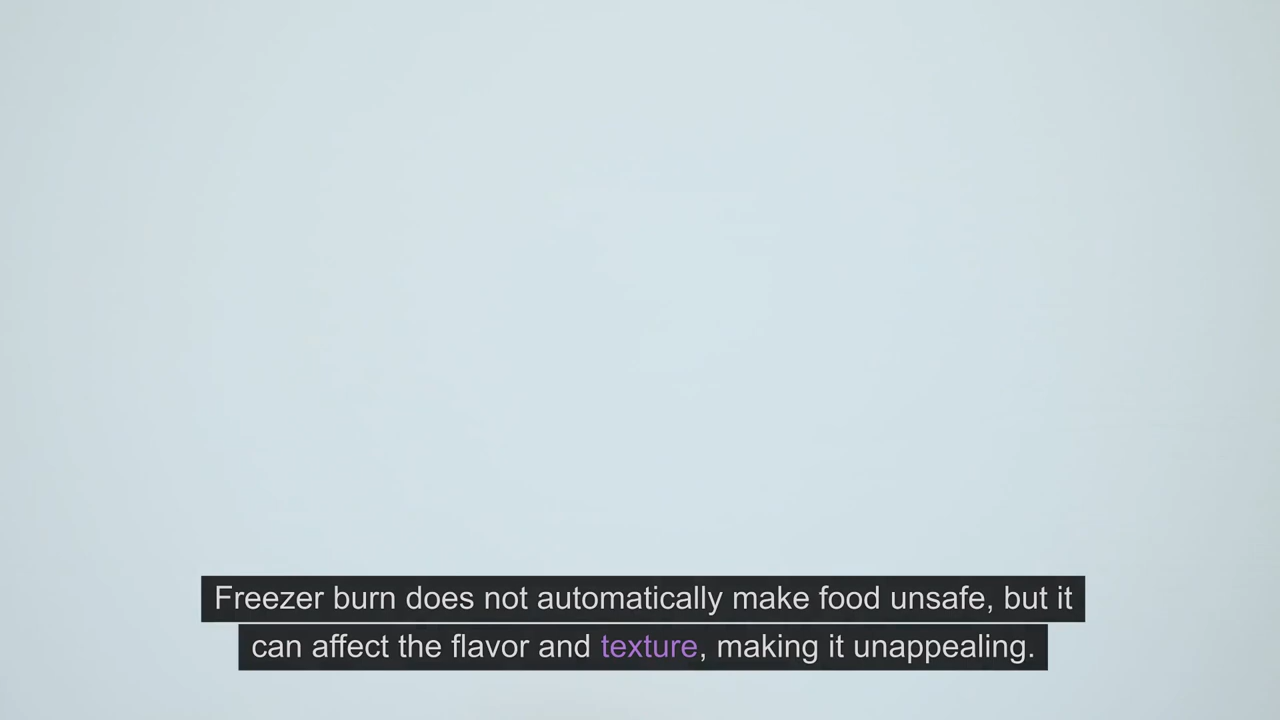 Freezer burn does not automatically make food unsafe, but it
can affect the flavor and texture, making it unappealing.